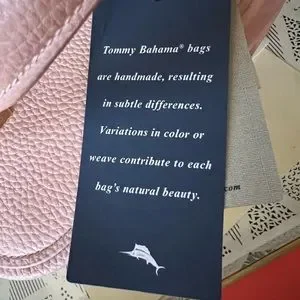 Tommy Bahama® bags
are handmade, resulting
in subtle differences.
Variations in color or
weave contribute to each
bag's natural beauty.
.com